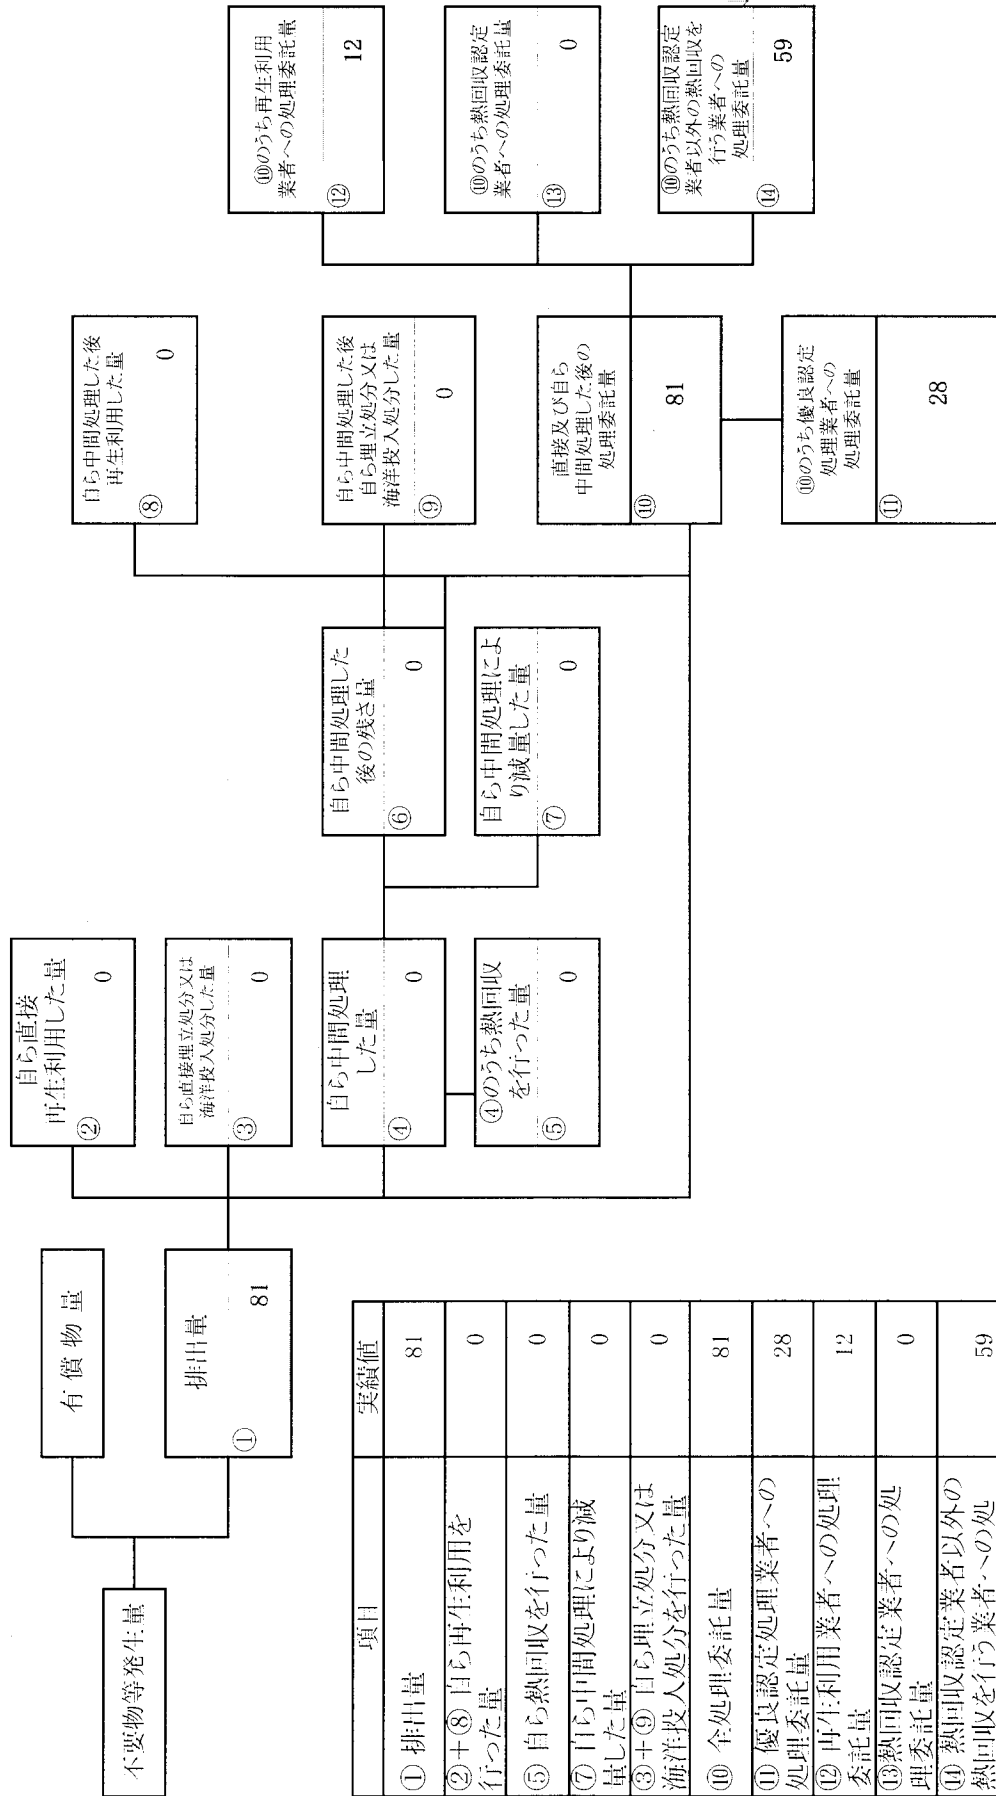 不要物等発生量
有 償 物 量
排出量
①
81
自ら直接
再生利用した量
②
0
自ら直接埋立処分又は
海洋投入処分した量
③
0
自ら中間処理
した量
④
0
④のうち熱回収
を行った量
⑤
0
自ら中間処理した
後の残さ量
⑥
0
自ら中間処理によ
り減量した量
⑦
0
自ら中間処理した後
再生利用した量
⑧
0
自ら中間処理した後
自ら埋立処分又は
海洋投入処分した量
⑨
0
直接及び自ら
中間処理した後の
処理委託量
⑩
81
⑩のうち優良認定
処理業者への
処理委託量
⑪
28
⑩のうち再生利用
業者への処理委託量
⑫
12
⑩のうち熱回収認定
業者への処理委託量
⑬
0
⑩のうち熱回収認定
業者以外の熱回収を
行う業者への
処理委託量
⑭
59
項目
実績値
① 排出量
81
②+⑧ 自ら再生利用を
行った量
0
⑤ 自ら熱回収を行った量
0
⑦ 自ら中間処理により減
量した量
0
③+⑨ 自ら埋立処分又は
海洋投入処分を行った量
0
⑩ 全処理委託量
81
⑪ 優良認定処理業者への
処理委託量
28
⑫ 再生利用業者への処理
委託量
12
⑬熱回収認定業者への処
理委託量
0
⑭ 熱回収認定業者以外の
熱回収を行う業者への処
59